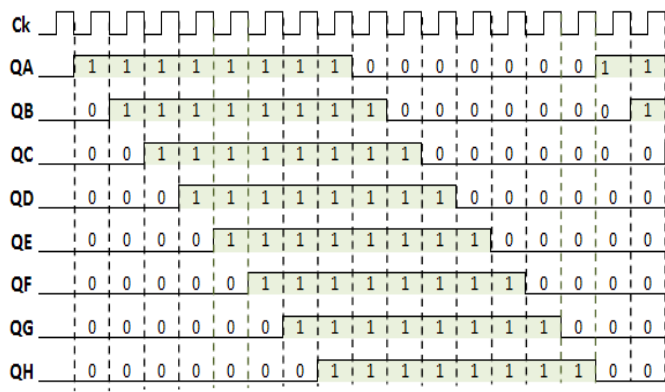 Ck
QA 1 1 1 1 1 1 1 1 0 0 0 0 0 0 0 1 1
QB 0 1 1 1 1 1 1 1 1 0 0 0 0 0 0 0 1
QC 0 0 1 1 1 1 1 1 1 1 0 0 0 0 0 0 0
QD 0 0 0 1 1 1 1 1 1 1 1 0 0 0 0 0 0
QE 0 0 0 0 1 1 1 1 1 1 1 1 0 0 0 0 0
QF 0 0 0 0 0 1 1 1 1 1 1 1 1 0 0 0 0
QG 0 0 0 0 0 0 1 1 1 1 1 1 1 1 0 0 0
QH 0 0 0 0 0 0 0 1 1 1 1 1 1 1 1 0 0